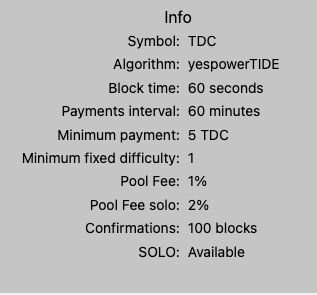 Info
Symbol: TDC
Algorithm: yespowerTIDE
Block time: 60 seconds
Payments interval: 60 minutes
Minimum payment: 5 TDC
Minimum fixed difficulty: 1
Pool Fee: 1%
Pool Fee solo: 2%
Confirmations: 100 blocks
SOLO: Available